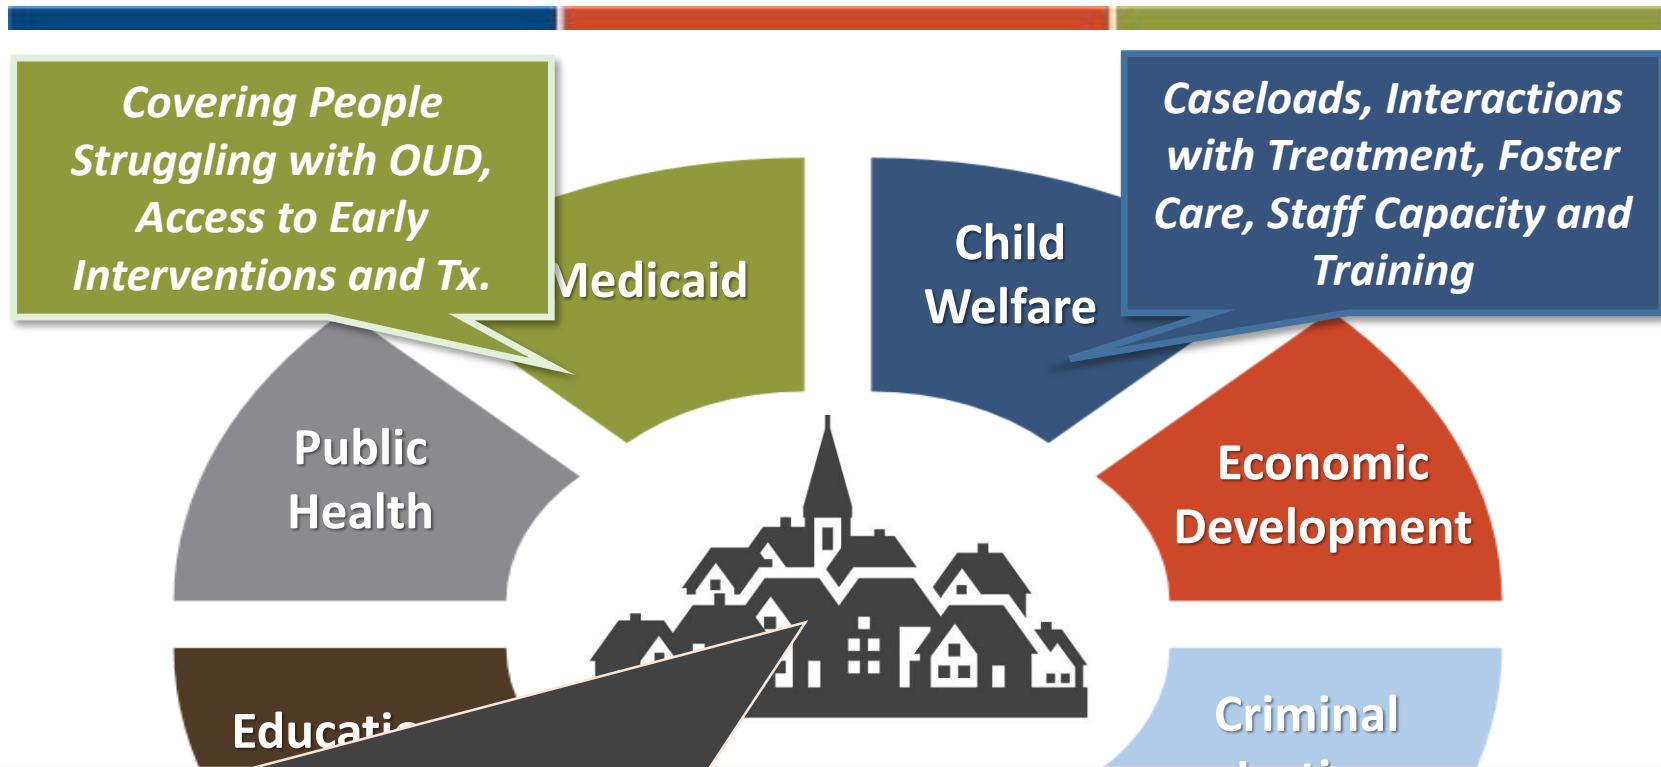 Covering People
Struggling with OUD,
Access to Early
Interventions and Tx.
Caseloads, Interactions
with Treatment, Foster
Care, Staff Capacity and
Training
Medicaid
Child
Welfare
Public
Health
Economic
Development
Criminal